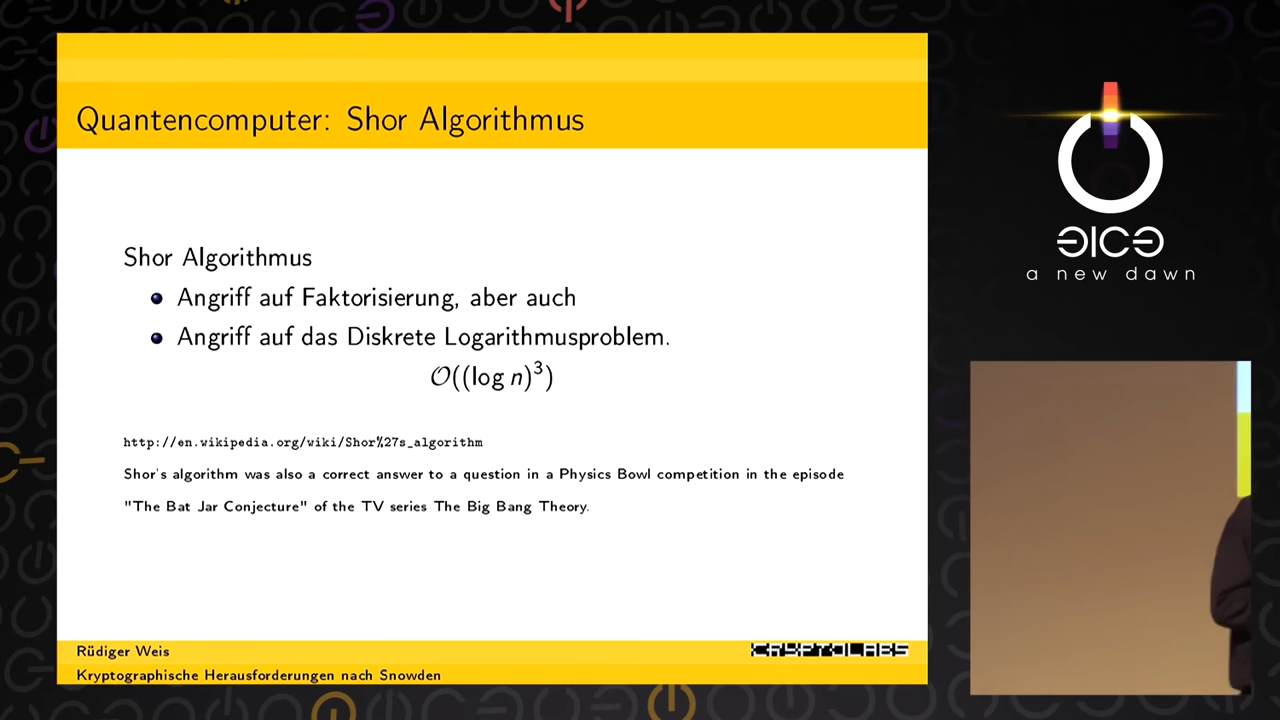 Quantencomputer: Shor Algorithmus
Shor Algorithmus
Angriff auf Faktorisierung, aber auch
Angriff auf das Diskrete Logarithmusproblem.
O((log n)³)
http://en.wikipedia.org/wiki/Shor%27s_algorithm
Shor's algorithm was also a correct answer to a question in a Physics Bowl competition in the episode
"The Bat Jar Conjecture" of the TV series The Big Bang Theory.
Rüdiger Weis
CRYPTOLABS
Kryptographische Herausforderungen nach Snowden
ƎICƎ
a new dawn